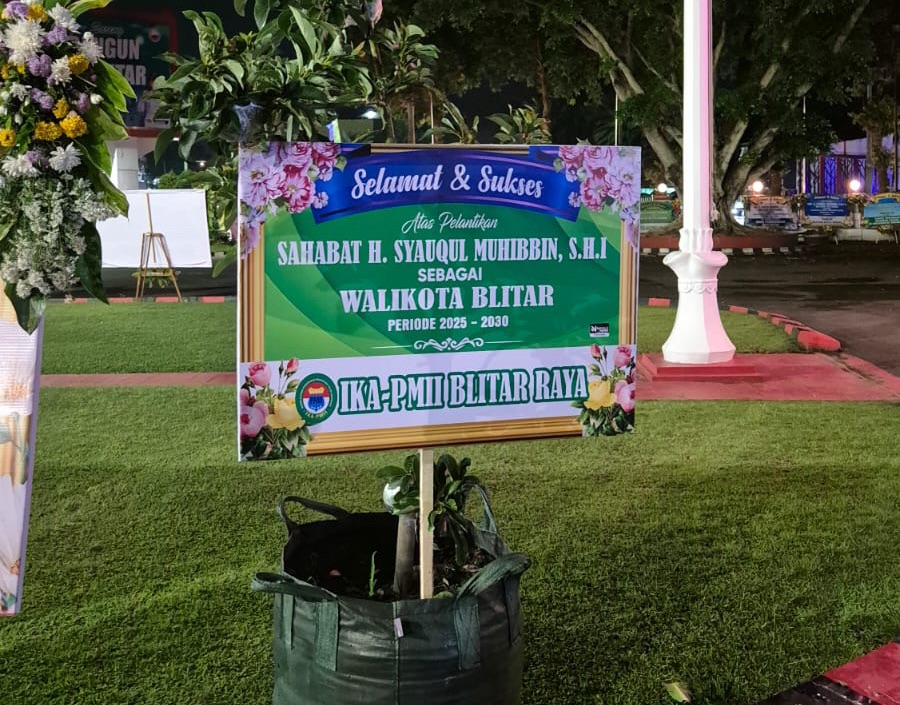 Selamat & Sukses
Atas Pelantikan
SAHABAT H. SYAUQUL MUHIBBIN, S.H.I
SEBAGAI
WALIKOTA BLITAR
PERIODE 2025 - 2030
IKA-PMII BLITAR RAYA